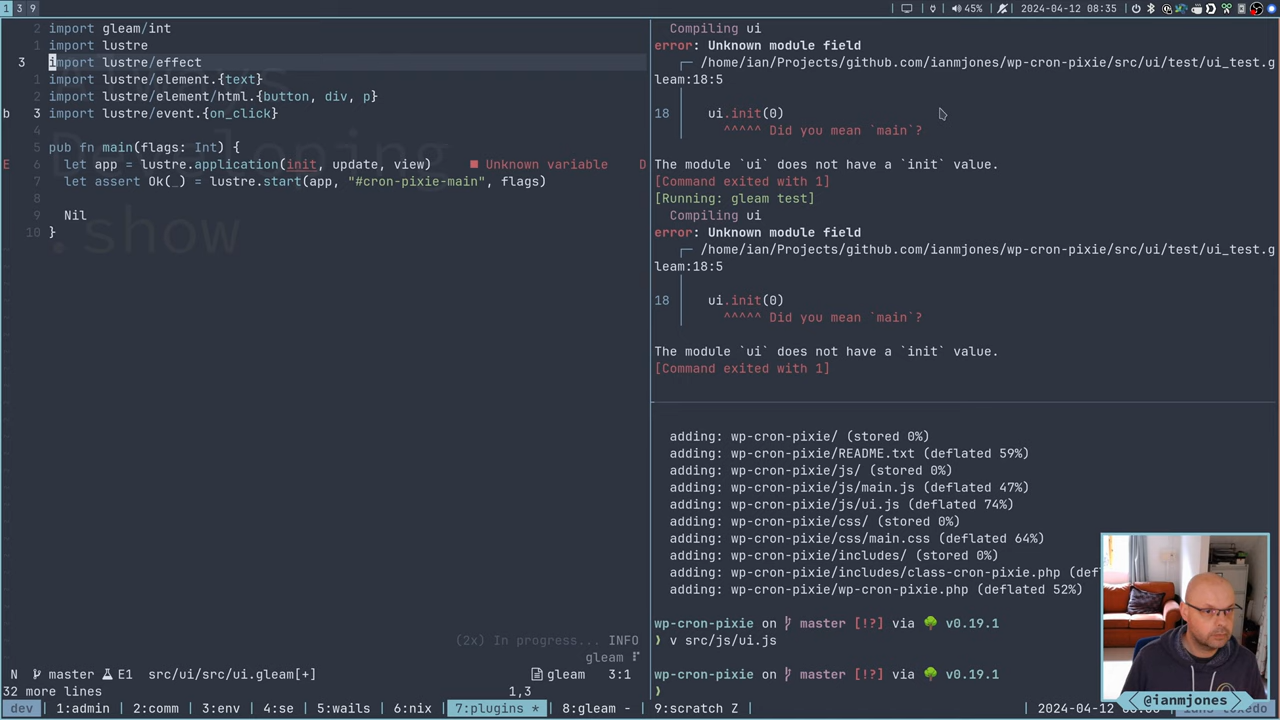 1 3 9
45%
2024-04-12 08:35
2 import gleam/int
1 import lustre
3 import lustre/effect
1 import lustre/element.{text}
2 import lustre/element/html.{button, div, p}
b 3 import lustre/event.{on_click}
4
5 pub fn main(flags: Int) {
E 6 let app = lustre.application(init, update, view) ■ Unknown variable D
7 let assert Ok(_) = lustre.start(app, "#cron-pixie-main", flags)
8
9 Nil
10 }
Developing
.show
(2x) In progress... INFO
gleam
N master E1 src/ui/src/ui.gleam[+] gleam 3:1
32 more lines 1,3
Compiling ui
error: Unknown module field
┌─ /home/ian/Projects/github.com/ianmjones/wp-cron-pixie/src/ui/test/ui_test.g
leam:18:5
│
18 │ ui.init(0)
│ ^^^^^ Did you mean `main`?
The module `ui` does not have a `init` value.
[Command exited with 1]
[Running: gleam test]
Compiling ui
error: Unknown module field
┌─ /home/ian/Projects/github.com/ianmjones/wp-cron-pixie/src/ui/test/ui_test.g
leam:18:5
│
18 │ ui.init(0)
│ ^^^^^ Did you mean `main`?
The module `ui` does not have a `init` value.
[Command exited with 1]
adding: wp-cron-pixie/ (stored 0%)
adding: wp-cron-pixie/README.txt (deflated 59%)
adding: wp-cron-pixie/js/ (stored 0%)
adding: wp-cron-pixie/js/main.js (deflated 47%)
adding: wp-cron-pixie/js/ui.js (deflated 74%)
adding: wp-cron-pixie/css/ (stored 0%)
adding: wp-cron-pixie/css/main.css (deflated 64%)
adding: wp-cron-pixie/includes/ (stored 0%)
adding: wp-cron-pixie/includes/class-cron-pixie.php (def
adding: wp-cron-pixie/wp-cron-pixie.php (deflated 52%)
wp-cron-pixie on master [!?] via v0.19.1
❯ v src/js/ui.js
wp-cron-pixie on master [!?] via v0.19.1
❯
@ianmjones
dev 1:admin 2:comm 3:env 4:se 5:wails 6:nix 7:plugins * 8:gleam - 9:scratch Z 2024-04-12